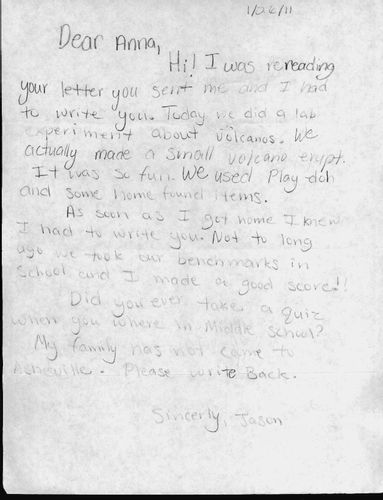 1/26/11
Dear Anna,
Hi! I was rereading
your letter you sent me and I had
to write you. Today we did a lab
experiment about volcanos. We
actually made a small volcano erupt.
It was so fun. We used Play-doh
and some home found items.
As soon as I got home I knew
I had to write you. Not to long
ago we took our benchmarks in
school and I made a good score!!
Did you ever take a quiz
when you where in Middle school?
My family has not came to
Asheville. Please write Back.
Sincerly, Jason